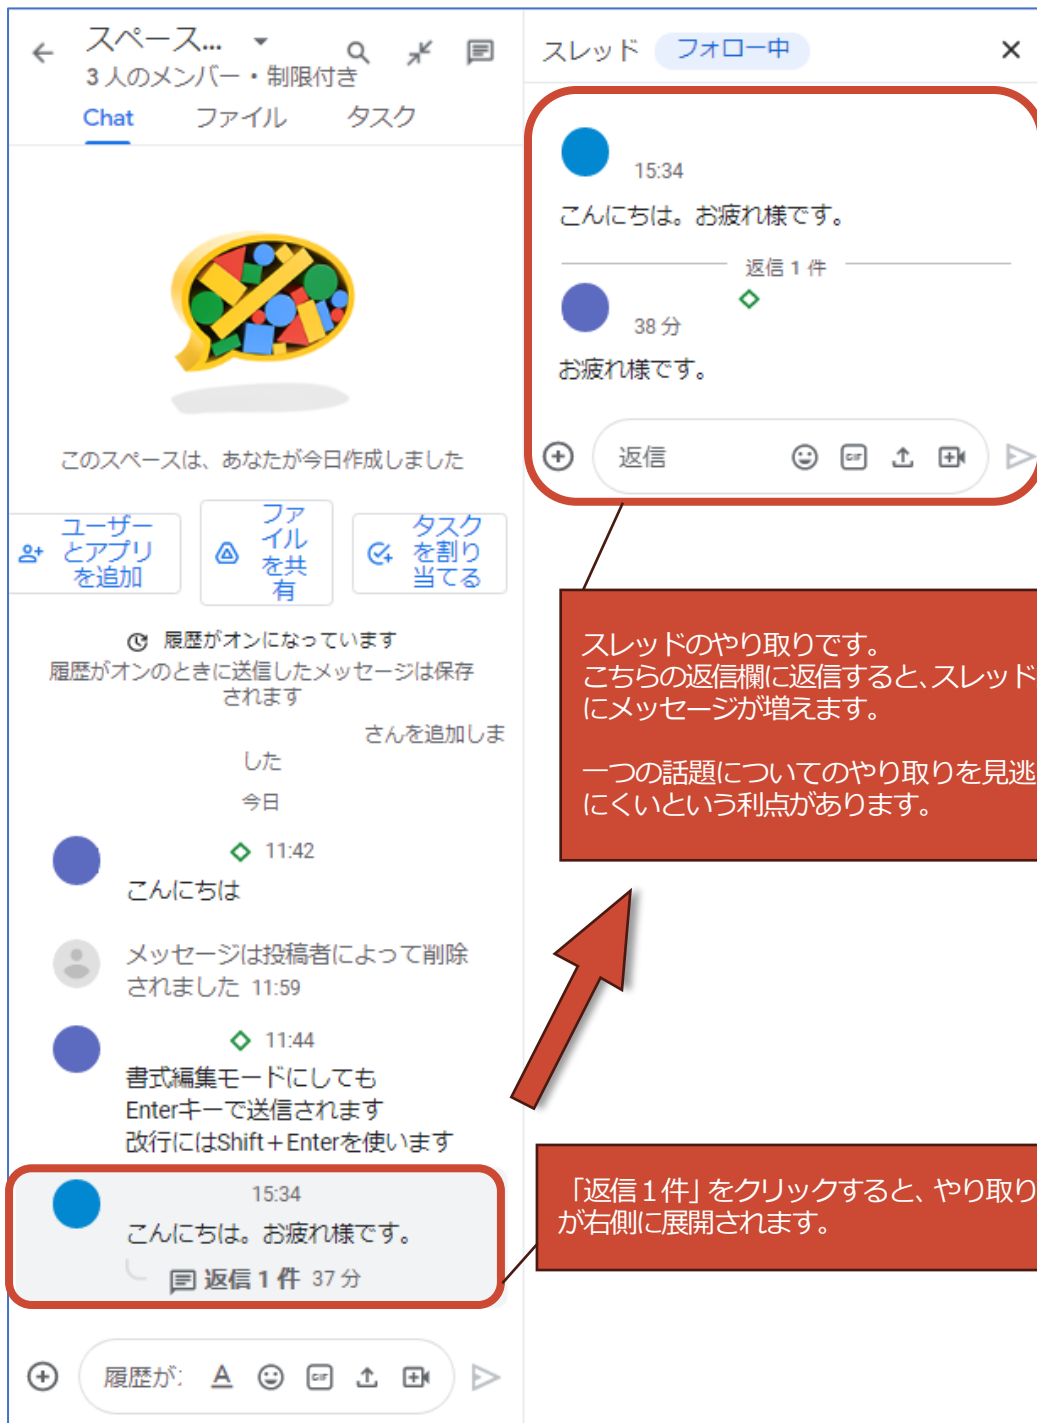 スペース...
3 人のメンバー・制限付き
Chat ファイル タスク
このスペースは、あなたが今日作成しました
ユーザー
とアプリ
を追加
ファ
イル
を共
有
タスク
を割り
当てる
履歴がオンになっています
履歴がオンのときに送信したメッセージは保存
されます
さんを追加しま
した
今日
11:42
こんにちは
メッセージは投稿者によって削除
されました 11:59
11:44
書式編集モードにしても
Enterキーで送信されます
改行にはShift+Enterを使います
15:34
こんにちは。お疲れ様です。
返信 1 件 37 分
履歴が
GIF
スレッド フォロー中
15:34
こんにちは。お疲れ様です。
返信 1 件
38 分
お疲れ様です。
返信
GIF
スレッドのやり取りです。
こちらの返信欄に返信すると、スレッド
にメッセージが増えます。
一つの話題についてのやり取りを見逃
にくいという利点があります。
「返信１件」をクリックすると、やり取り
が右側に展開されます。